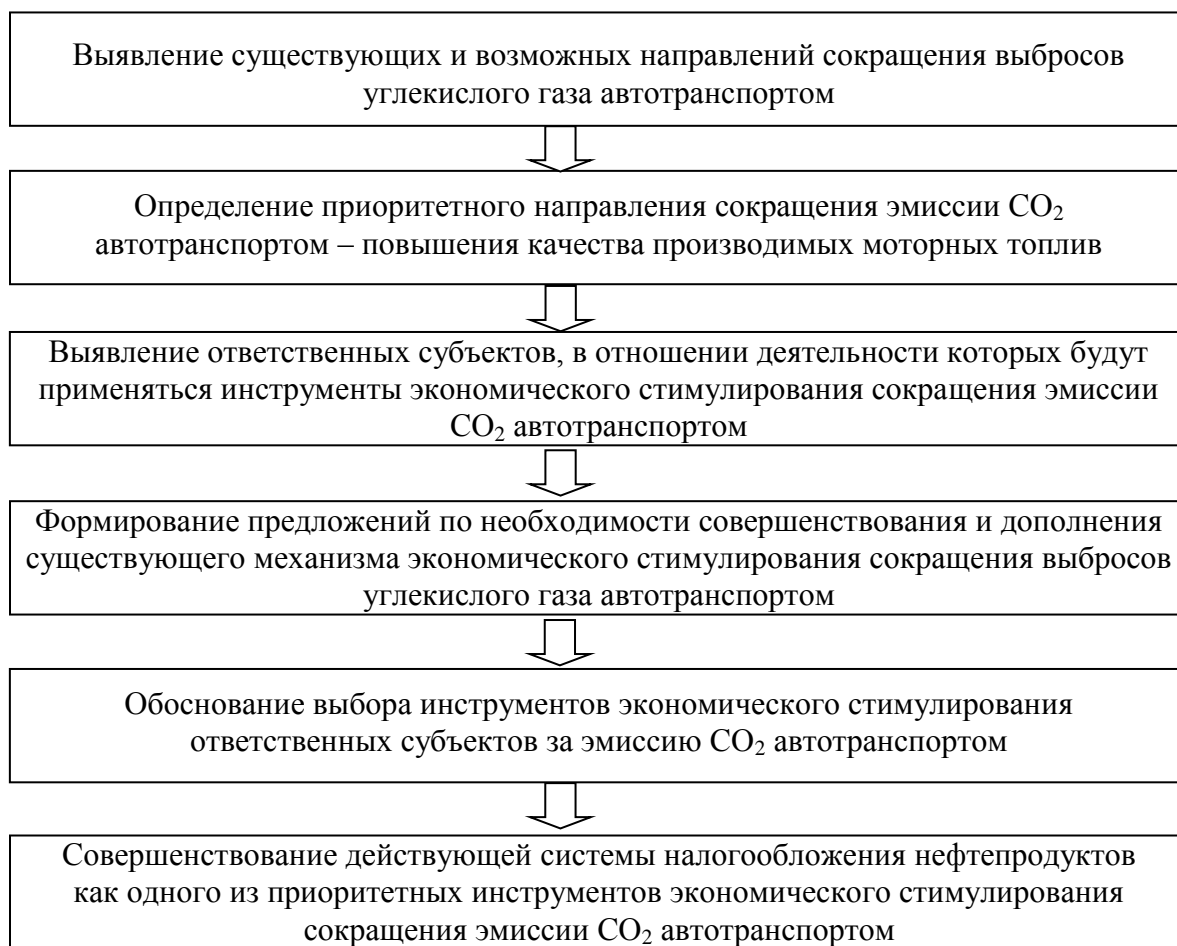 Выявление существующих и возможных направлений сокращения выбросов
углекислого газа автотранспортом
Определение приоритетного направления сокращения эмиссии CO₂
автотранспортом – повышения качества производимых моторных топлив
Выявление ответственных субъектов, в отношении деятельности которых будут
применяться инструменты экономического стимулирования сокращения эмиссии
CO₂ автотранспортом
Формирование предложений по необходимости совершенствования и дополнения
существующего механизма экономического стимулирования сокращения выбросов
углекислого газа автотранспортом
Обоснование выбора инструментов экономического стимулирования
ответственных субъектов за эмиссию CO₂ автотранспортом
Совершенствование действующей системы налогообложения нефтепродуктов
как одного из приоритетных инструментов экономического стимулирования
сокращения эмиссии CO₂ автотранспортом